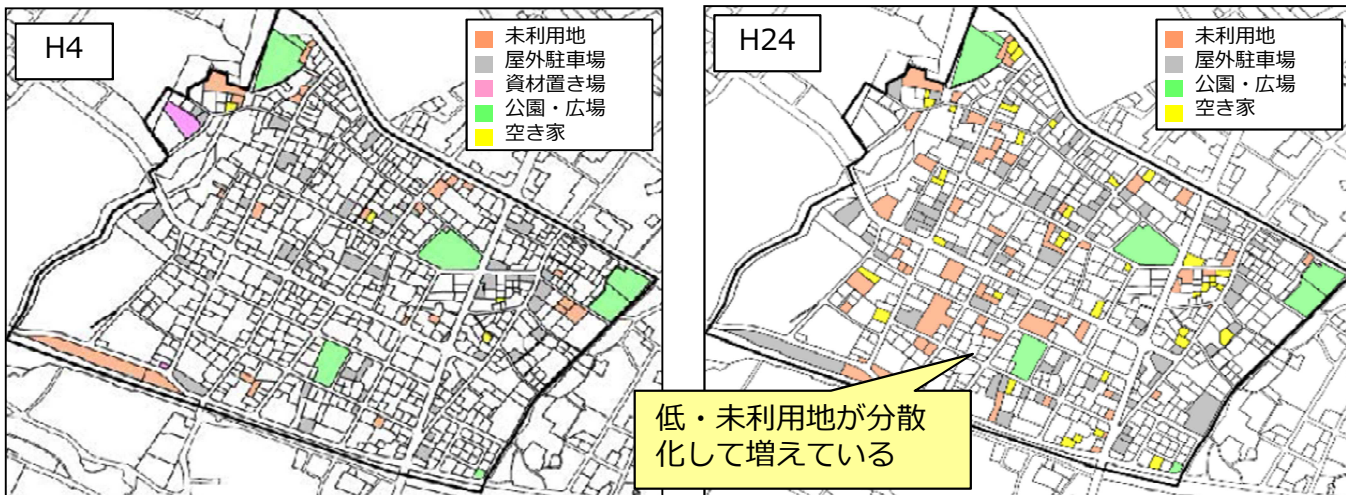 H4
未利用地
屋外駐車場
資材置き場
公園・広場
空き家
H24
未利用地
屋外駐車場
公園・広場
空き家
低・未利用地が分散
化して増えている